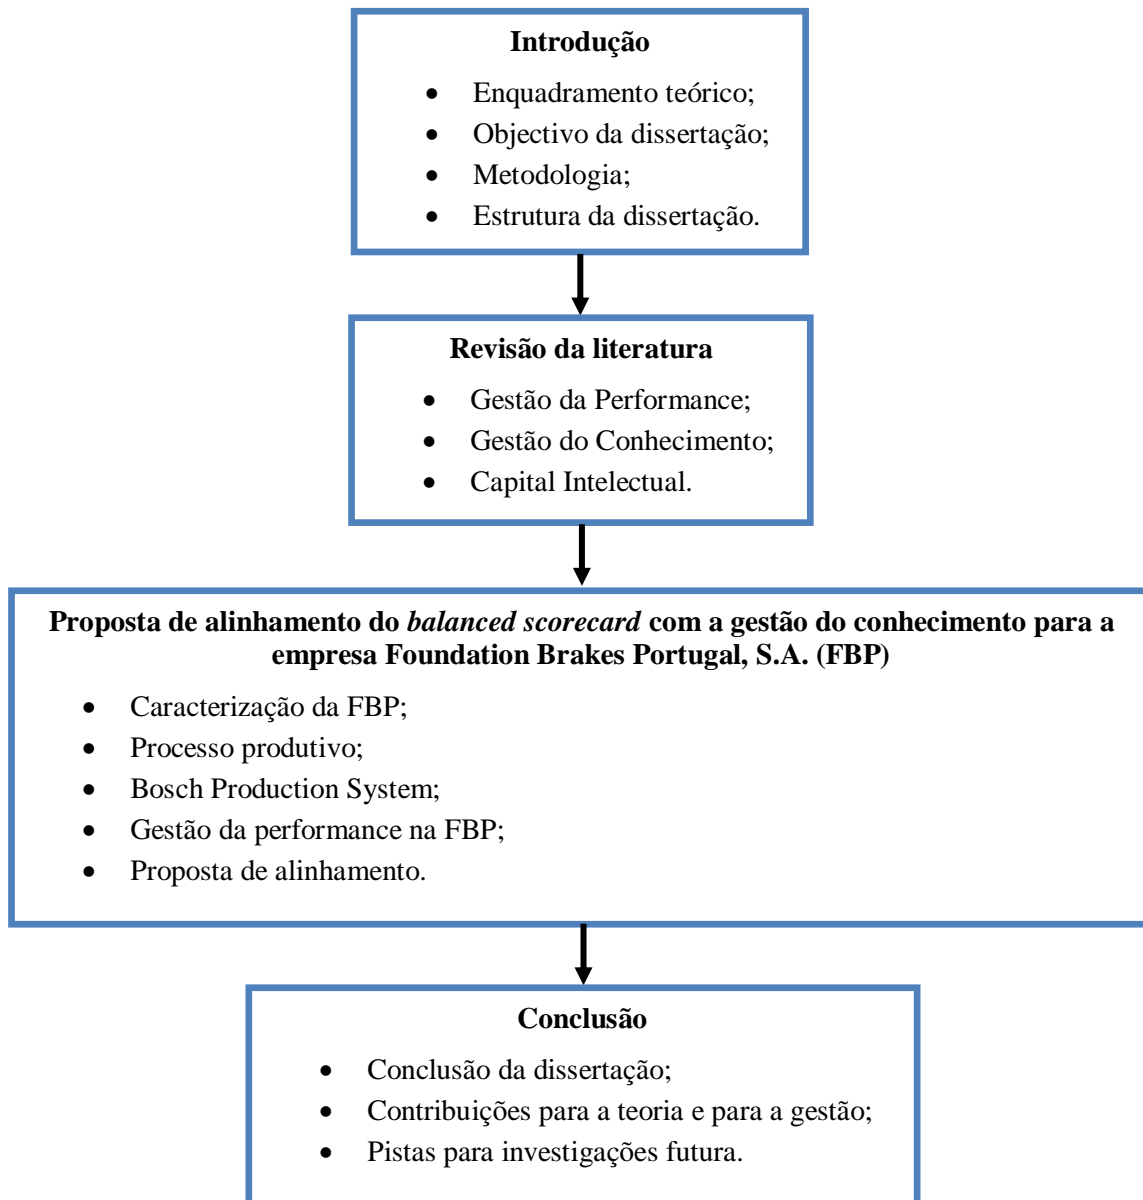 Introdução
• Enquadramento teórico;
• Objectivo da dissertação;
• Metodologia;
• Estrutura da dissertação.
Revisão da literatura
• Gestão da Performance;
• Gestão do Conhecimento;
• Capital Intelectual.
Proposta de alinhamento do balanced scorecard com a gestão do conhecimento para a
empresa Foundation Brakes Portugal, S.A. (FBP)
• Caracterização da FBP;
• Processo produtivo;
• Bosch Production System;
• Gestão da performance na FBP;
• Proposta de alinhamento.
Conclusão
• Conclusão da dissertação;
• Contribuições para a teoria e para a gestão;
• Pistas para investigações futura.